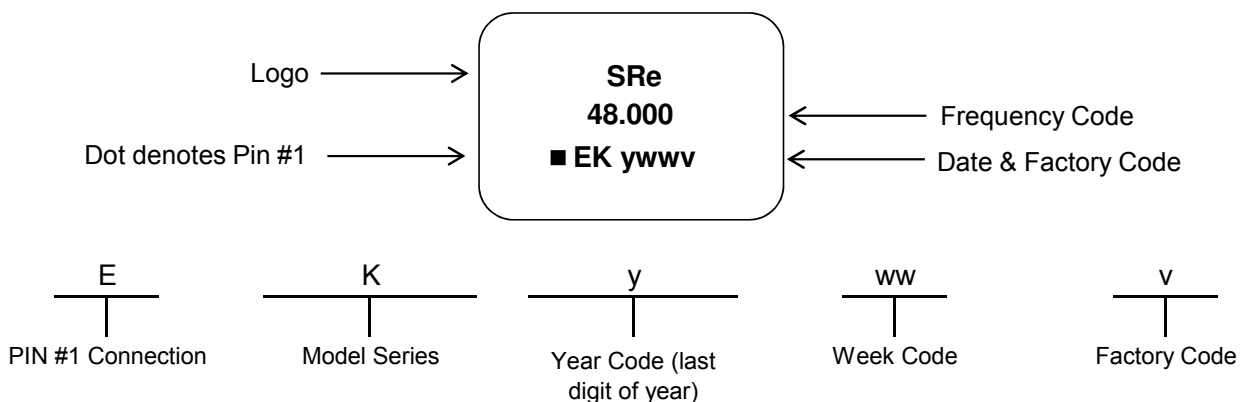 Logo
SRe
48.000
Frequency Code
Dot denotes Pin #1
■ EK ywwv
Date & Factory Code
E
K
y
ww
v
PIN #1 Connection
Model Series
Year Code (last
digit of year)
Week Code
Factory Code